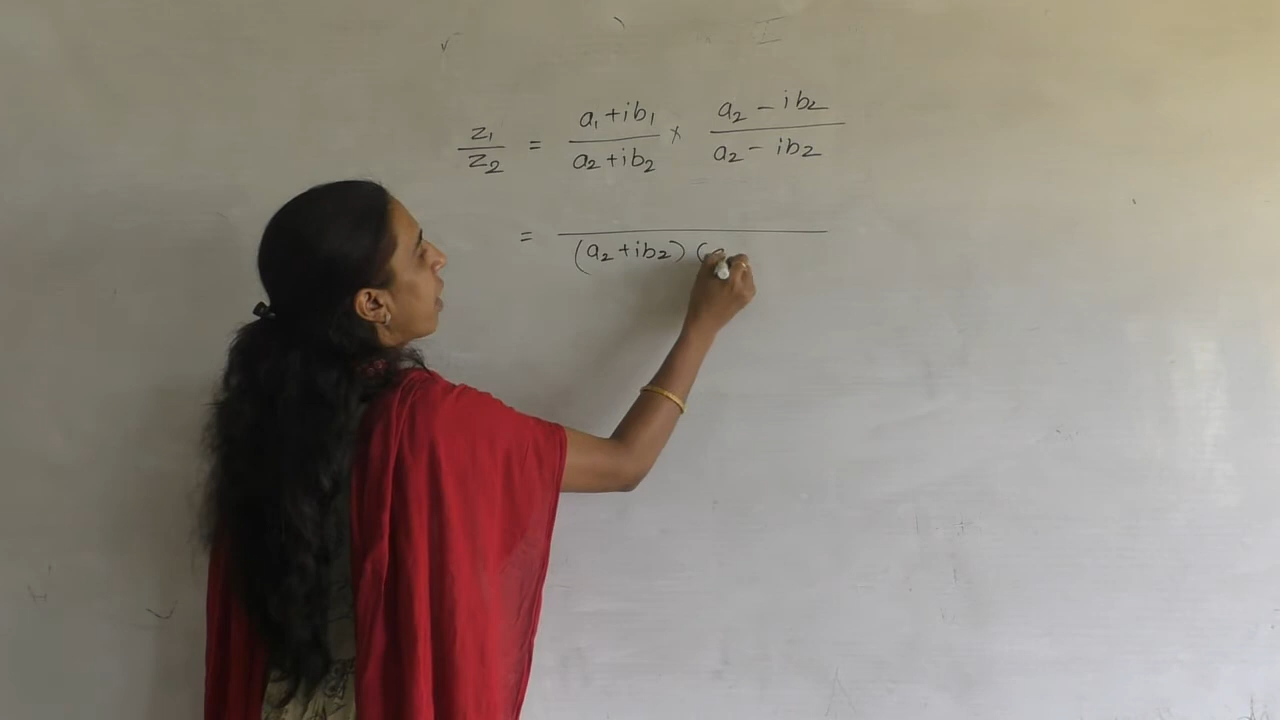 z₁/z₂ = (a₁+ib₁)/(a₂+ib₂) × (a₂-ib₂)/(a₂-ib₂)
= /(a₂+ib₂)(a